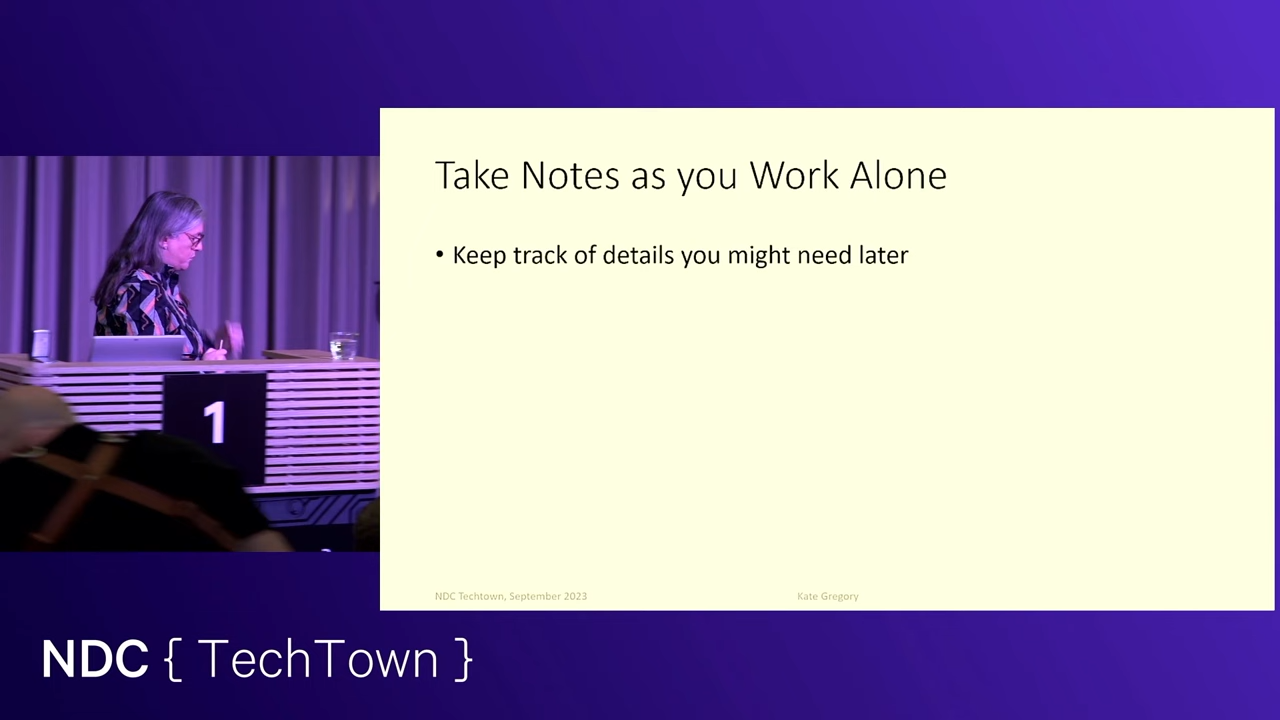 Take Notes as you Work Alone
• Keep track of details you might need later
NDC Techtown, September 2023
Kate Gregory
1
NDC { TechTown }